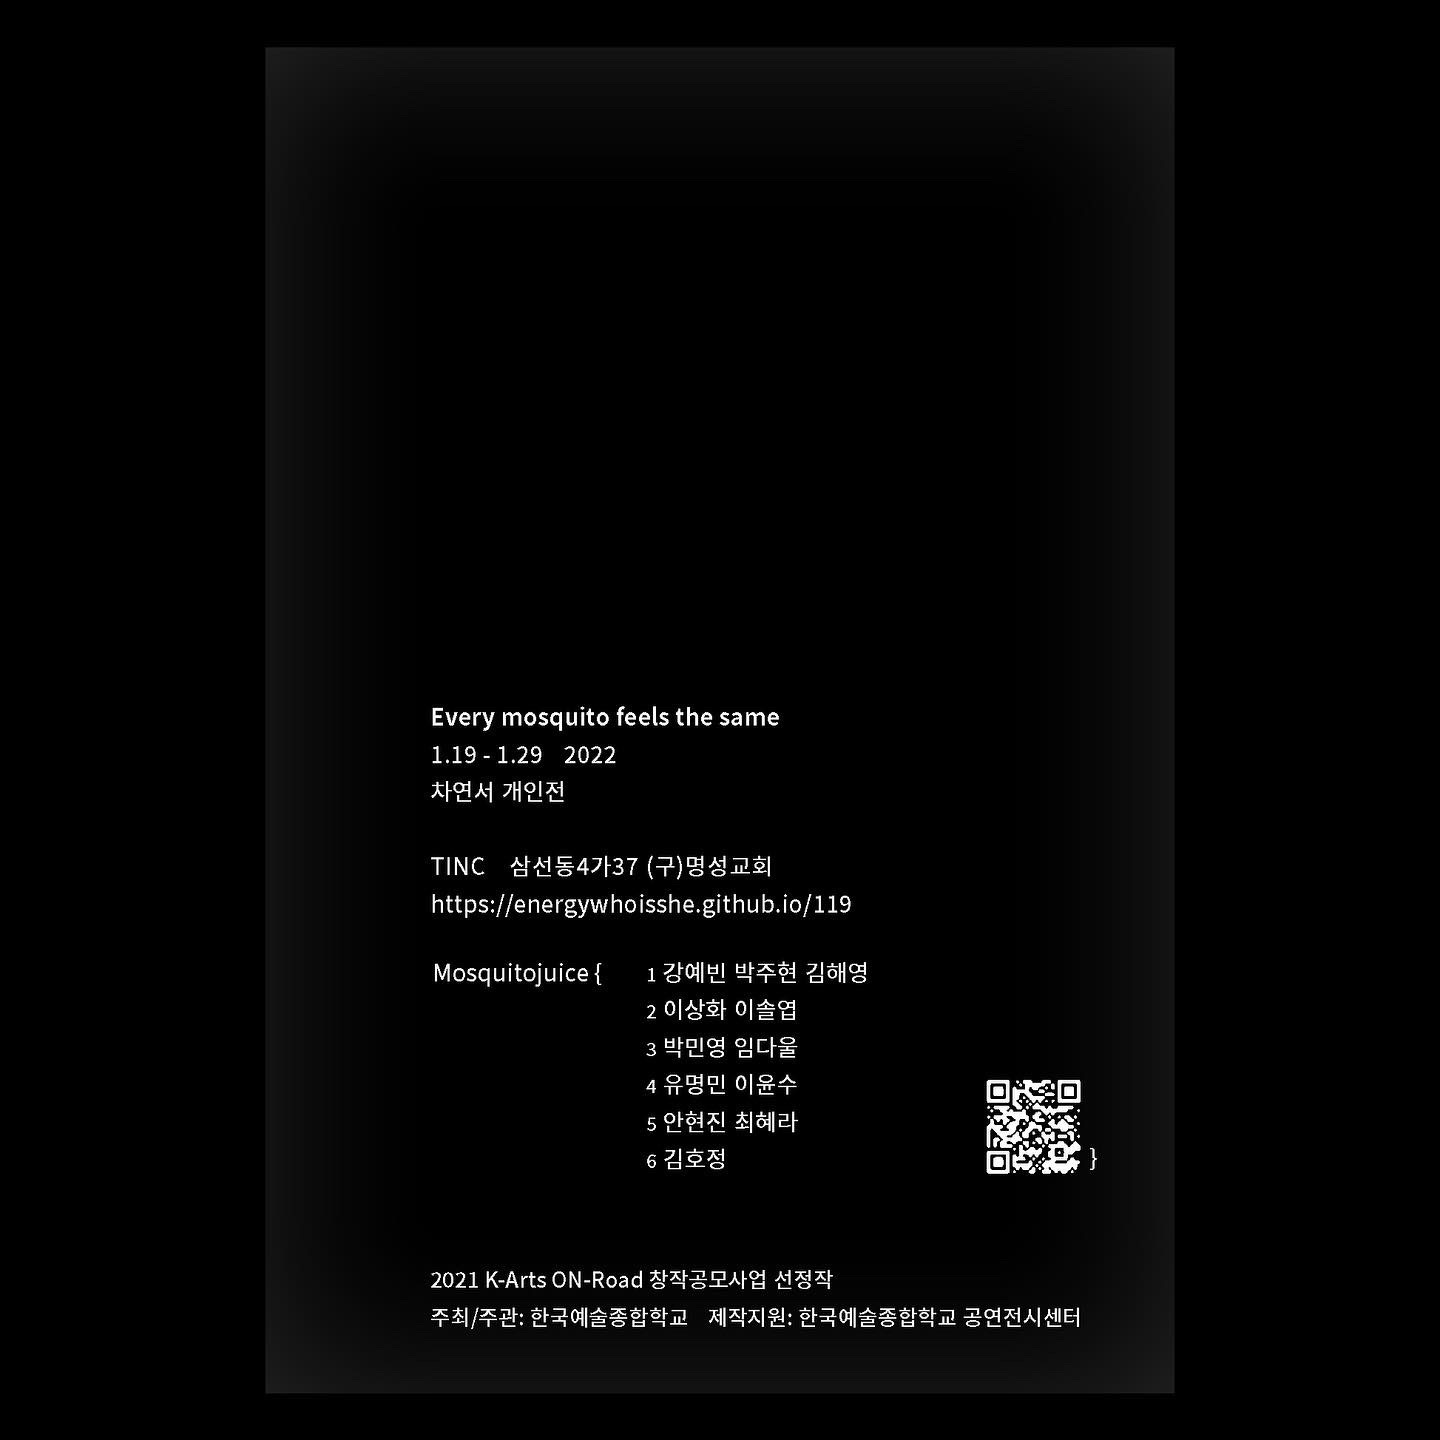 Every mosquito feels the same
1.19 - 1.29 2022
차연서 개인전
TINC 삼선동4가37 (구)명성교회
https://energywhoisshe.github.io/119
Mosquitojuice { 1 강예빈 박주현 김해영
2 이상화 이솔엽
3 박민영 임다울
4 유명민 이윤수
5 안현진 최혜라
6 김호정 }
2021 K-Arts ON-Road 창작공모사업 선정작
주최/주관: 한국예술종합학교 제작지원: 한국예술종합학교 공연전시센터